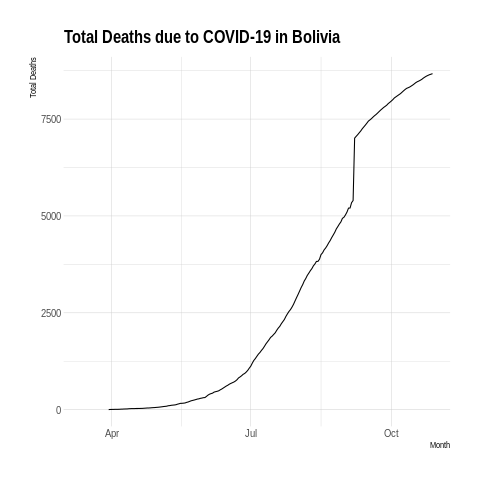 Total Deaths due to COVID-19 in Bolivia
Total Deaths
7500
5000
2500
0
Apr
Jul
Oct
Month